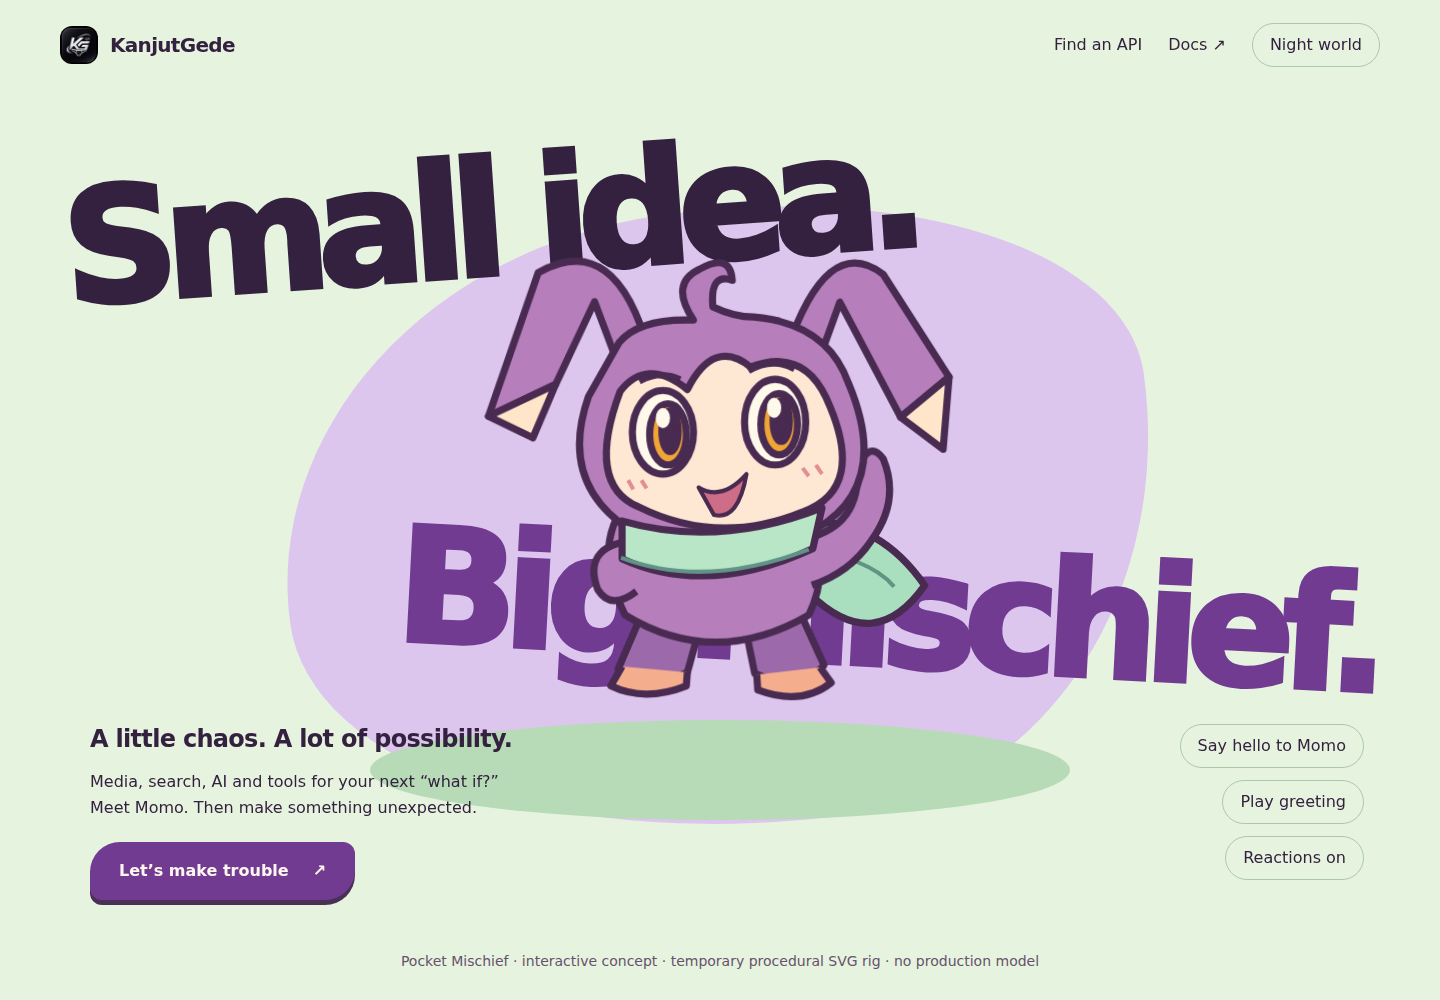 KG
KanjutGede
Find an API
Docs ↗
Night world
Small idea.
Big mischief.
A little chaos. A lot of possibility.
Media, search, AI and tools for your next “what if?”
Meet Momo. Then make something unexpected.
Let’s make trouble ↗
Say hello to Momo
Play greeting
Reactions on
Pocket Mischief · interactive concept · temporary procedural SVG rig · no production model